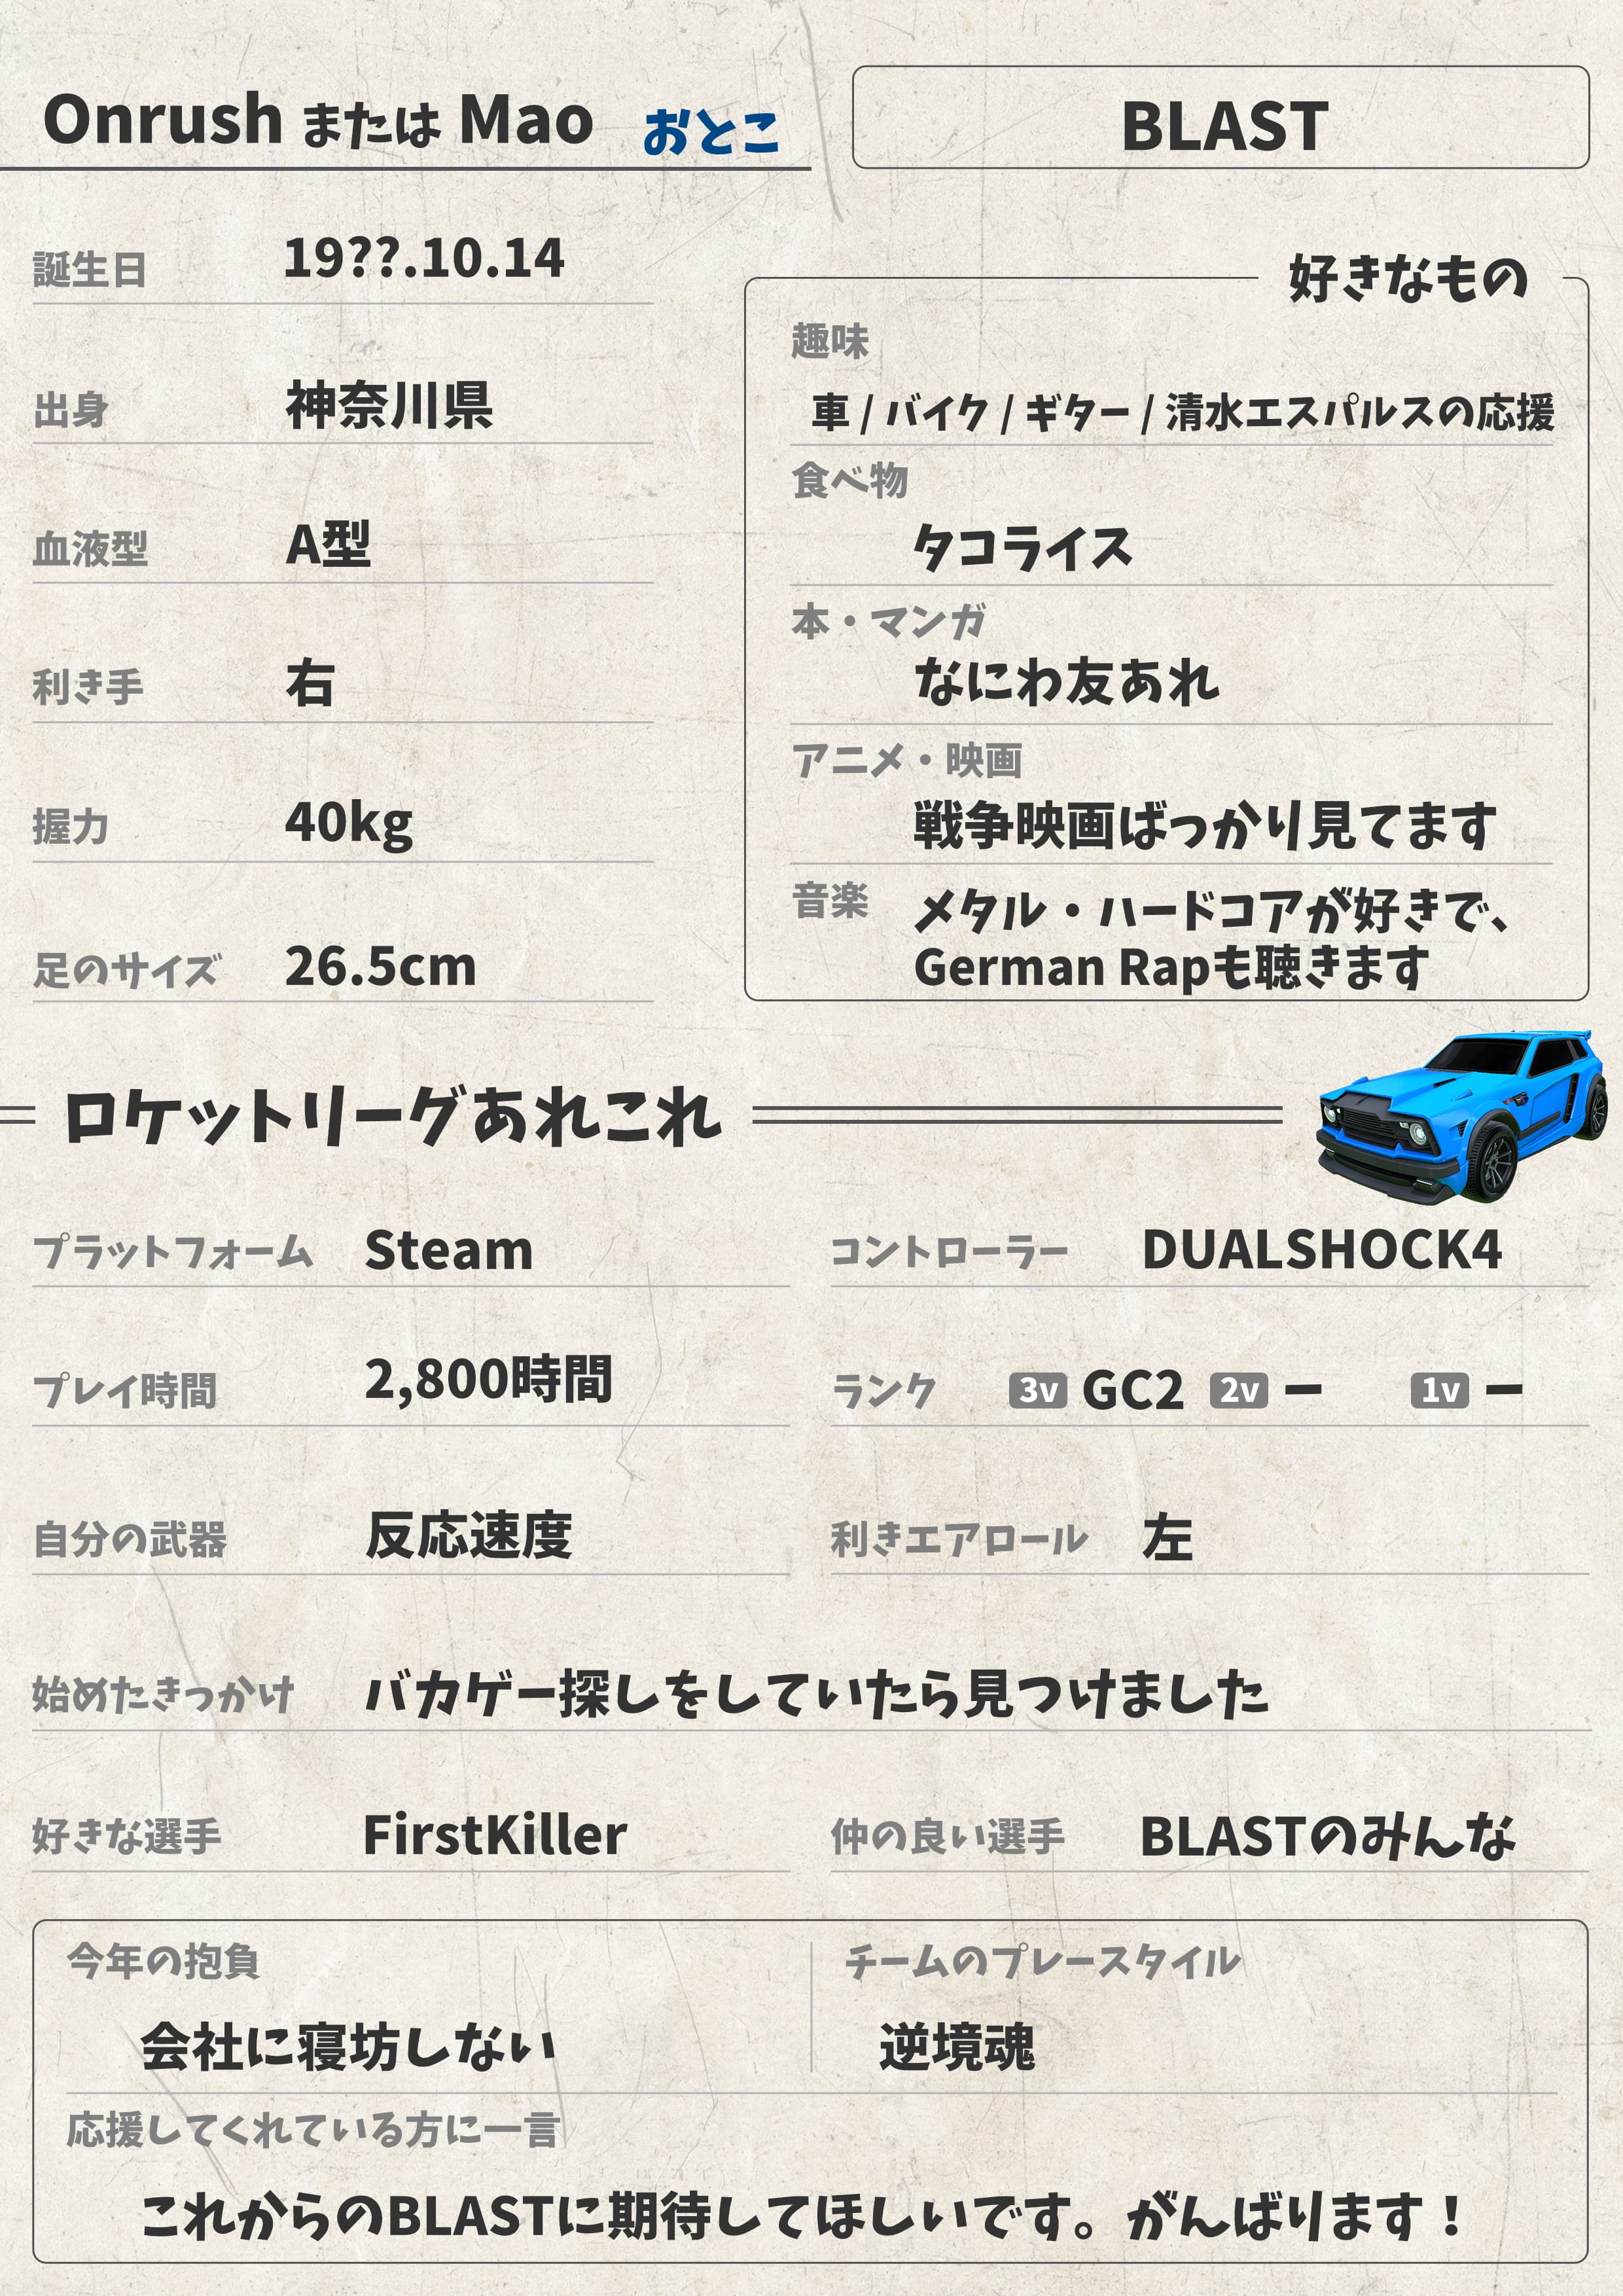 Onrush または Mao おとこ
BLAST
誕生日 19??.10.14
出身 神奈川県
血液型 A型
利き手 右
握力 40kg
足のサイズ 26.5cm
好きなもの
趣味
車 / バイク / ギター / 清水エスパルスの応援
食べ物
タコライス
本・マンガ
なにわ友あれ
アニメ・映画
戦争映画ばっかり見てます
音楽 メタル・ハードコアが好きで、
German Rapも聴きます
ロケットリーグあれこれ
プラットフォーム Steam
コントローラー DUALSHOCK4
プレイ時間 2,800時間
ランク 3v GC2 2v ー 1v ー
自分の武器 反応速度
利きエアロール 左
始めたきっかけ バカゲー探しをしていたら見つけました
好きな選手 FirstKiller
仲の良い選手 BLASTのみんな
今年の抱負
会社に寝坊しない
チームのプレースタイル
逆境魂
応援してくれている方に一言
これからのBLASTに期待してほしいです。がんばります！